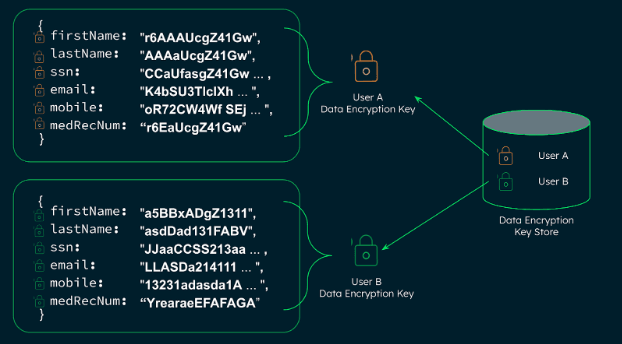 {
firstName: "r6AAAUcgZ41Gw",
lastName: "AAAaUcgZ41Gw",
ssn: "CCaUfasgZ41Gw ... ,
email: "K4bSU3TlclXh ... ",
mobile: "oR72CW4Wf SEj ... ",
medRecNum: “r6EaUcgZ41Gw”
}
User A
Data Encryption Key
User A
User B
Data Encryption
Key Store
{
firstName: "a5BBxADgZ1311",
lastName: "asdDad131FABV",
ssn: "JJaaCCSS213aa ... ,
email: "LLASDa214111 ... ",
mobile: "13231adasda1A ... ",
medRecNum: “YrearaeEFAFAGA”
}
User B
Data Encryption Key